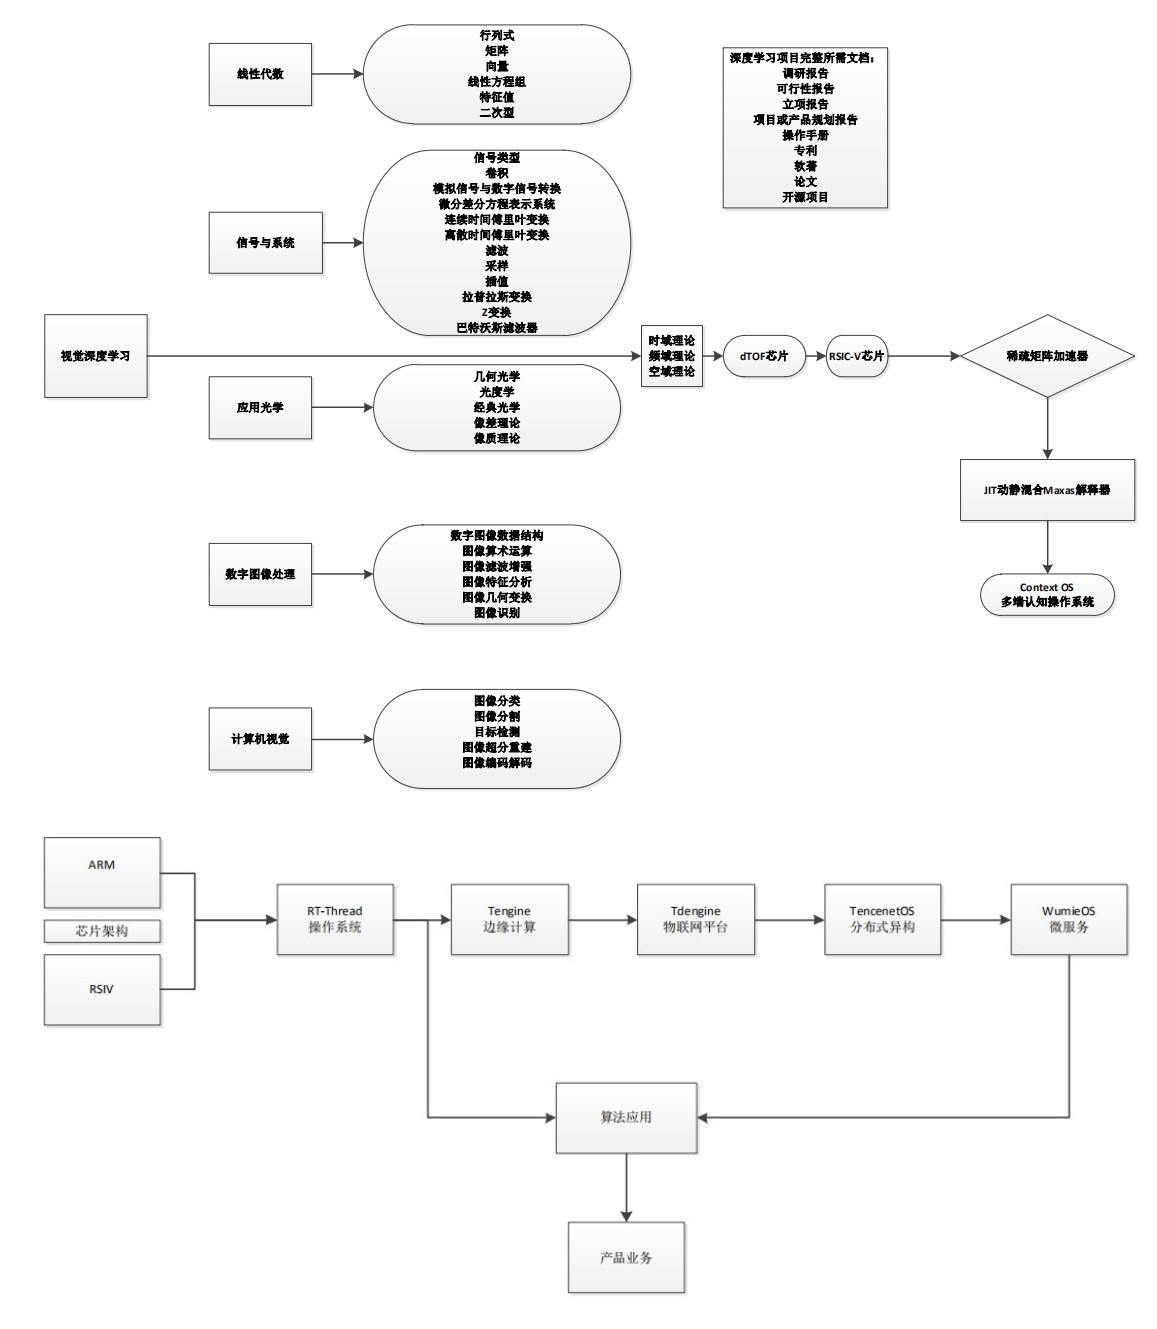 线性代数
行列式
矩阵
向量
线性方程组
特征值
二次型
深度学习项目完整所需文档：
调研报告
可行性报告
立项报告
项目或产品规划报告
操作手册
专利
软著
论文
开源项目
信号与系统
信号类型
卷积
模拟信号与数字信号转换
微分差分方程表示系统
连续时间傅里叶变换
离散时间傅里叶变换
滤波
采样
插值
拉普拉斯变换
Z变换
巴特沃斯滤波器
视觉深度学习
时域理论
频域理论
空域理论
dTOF芯片
RSIC-V芯片
稀疏矩阵加速器
应用光学
几何光学
光度学
经典光学
像差理论
像质理论
JIT动静混合Maxas解释器
Context OS
多端认知操作系统
数字图像处理
数字图像数据结构
图像算术运算
图像滤波增强
图像特征分析
图像几何变换
图像识别
计算机视觉
图像分类
图像分割
目标检测
图像超分重建
图像编码解码
ARM
芯片架构
RSIV
RT-Thread
操作系统
Tengine
边缘计算
Tdengine
物联网平台
TencenetOS
分布式异构
WumieOS
微服务
算法应用
产品业务